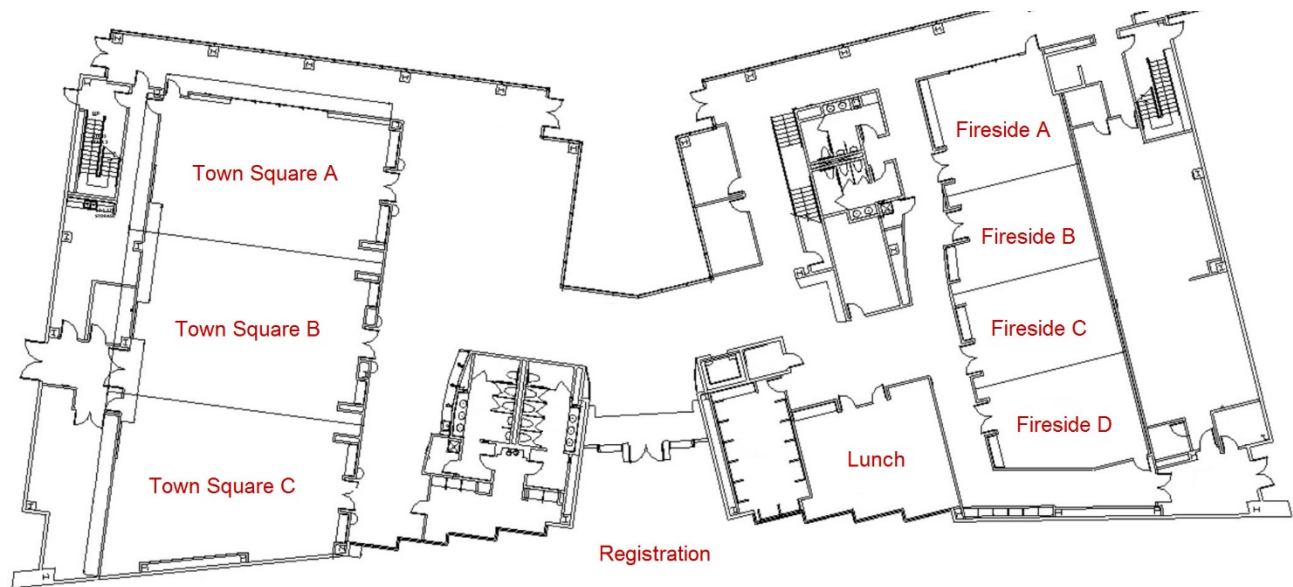 Town Square A
Town Square B
Town Square C
Fireside A
Fireside B
Fireside C
Fireside D
Lunch
Registration